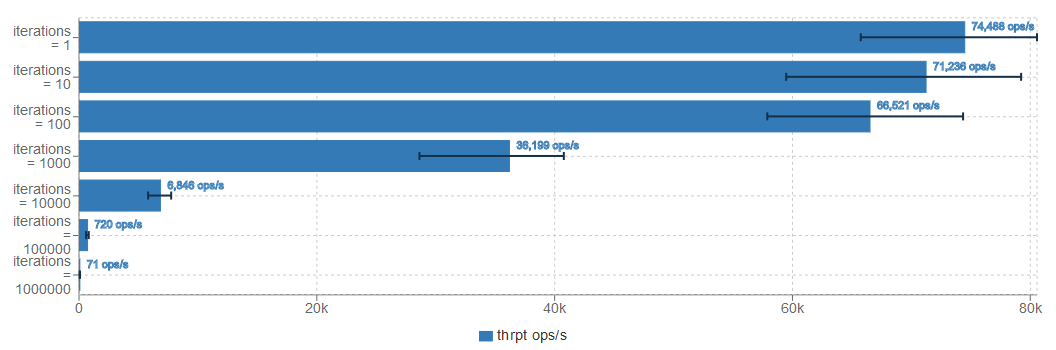 iterations
= 1
74,488 ops/s
iterations
= 10
71,236 ops/s
iterations
= 100
66,521 ops/s
iterations
= 1000
36,199 ops/s
iterations
= 10000
6,846 ops/s
iterations
=
100000
720 ops/s
iterations
=
1000000
71 ops/s
0
20k
40k
60k
80k
thrpt ops/s